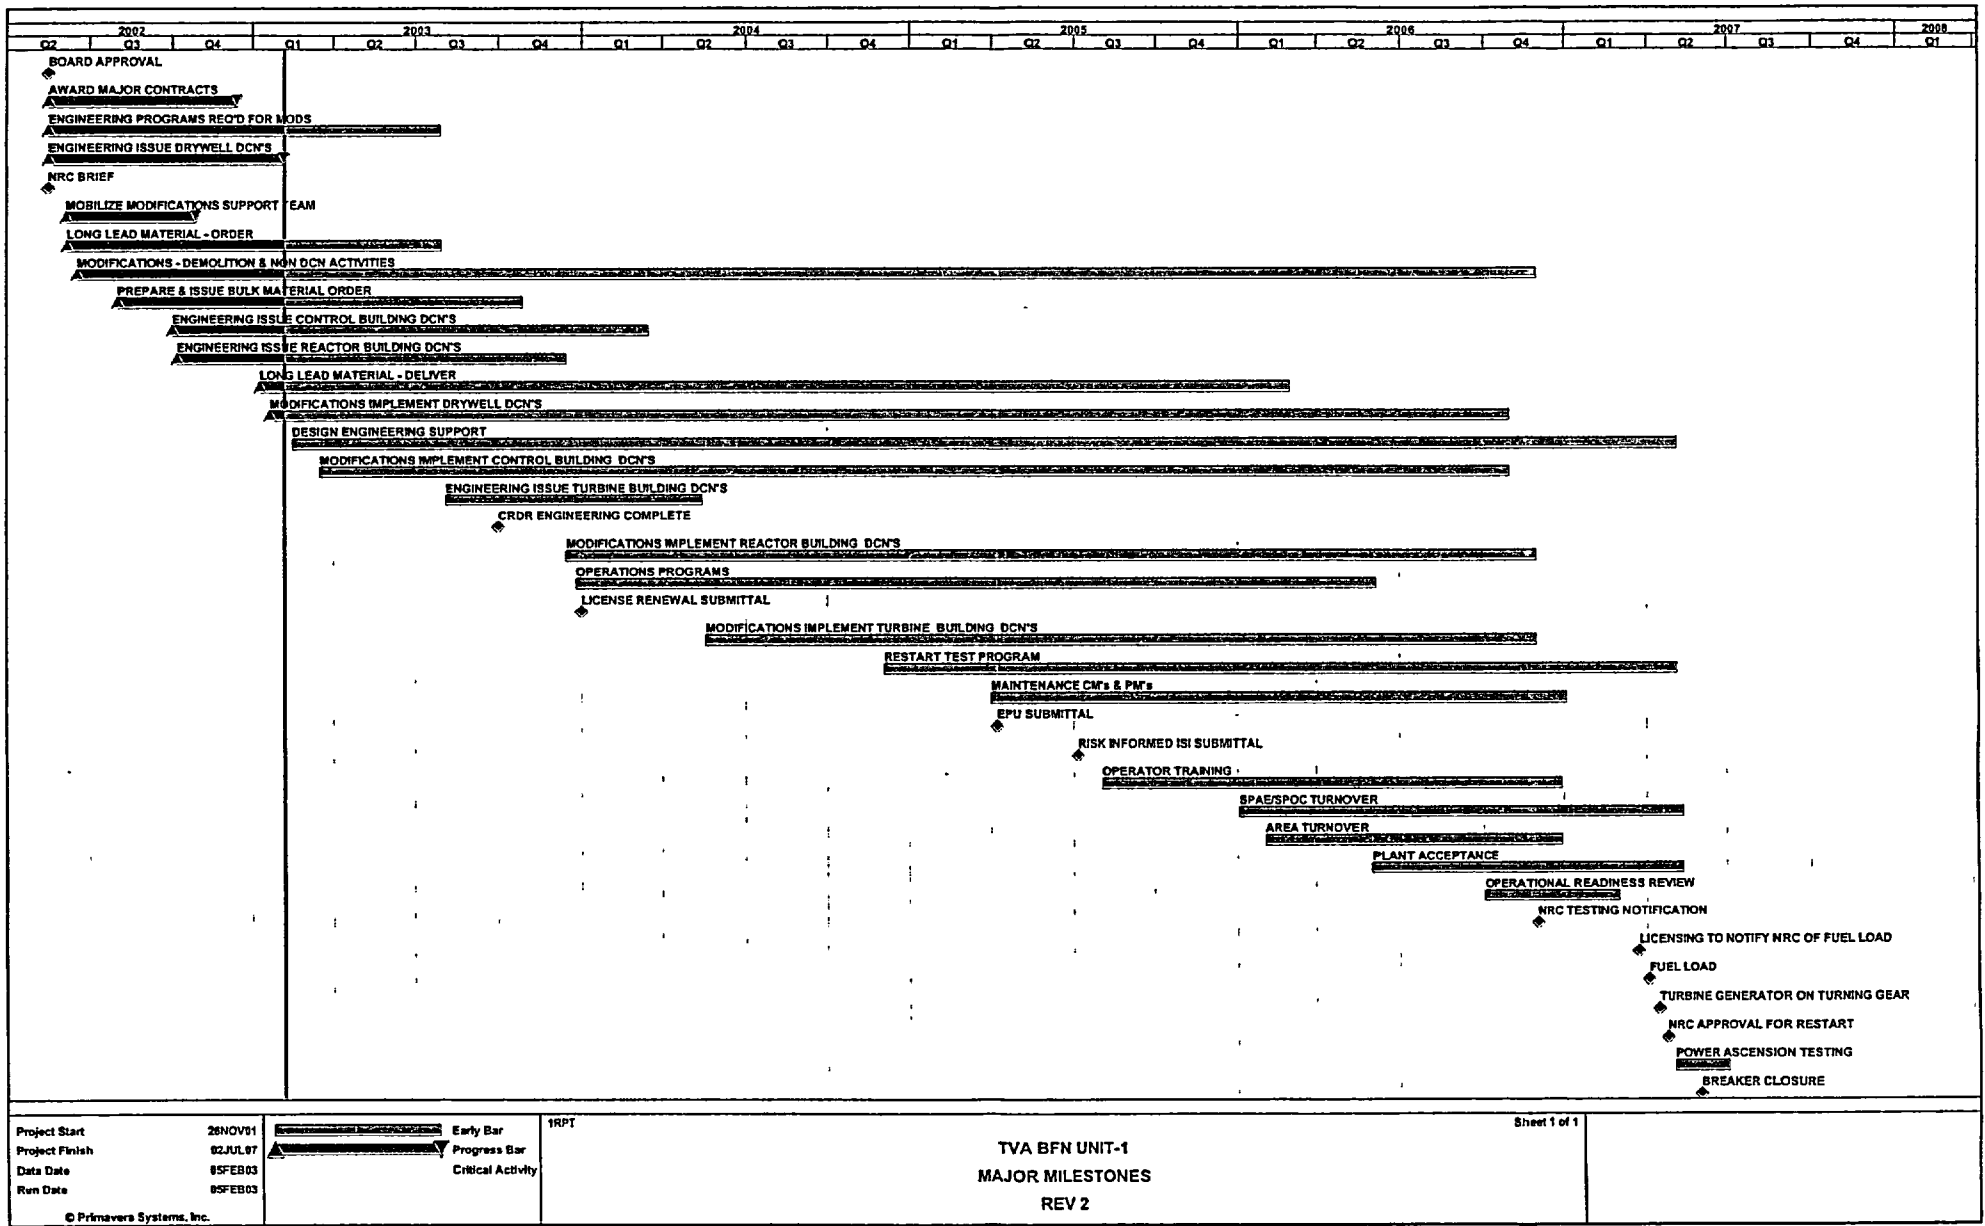 2002 2003 2004 2005 2006 2007 2008
Q2 Q3 Q4 Q1 Q2 Q3 Q4 Q1 Q2 Q3 Q4 Q1 Q2 Q3 Q4 Q1 Q2 Q3 Q4 Q1 Q2 Q3 Q4 Q1
BOARD APPROVAL
AWARD MAJOR CONTRACTS
ENGINEERING PROGRAMS REQ'D FOR MODS
ENGINEERING ISSUE DRYWELL DCN'S
NRC BRIEF
MOBILIZE MODIFICATIONS SUPPORT TEAM
LONG LEAD MATERIAL - ORDER
MODIFICATIONS - DEMOLITION & NON DCN ACTIVITIES
PREPARE & ISSUE BULK MATERIAL ORDER
ENGINEERING ISSUE CONTROL BUILDING DCN'S
ENGINEERING ISSUE REACTOR BUILDING DCN'S
LONG LEAD MATERIAL - DELIVER
MODIFICATIONS IMPLEMENT DRYWELL DCN'S
DESIGN ENGINEERING SUPPORT
MODIFICATIONS IMPLEMENT CONTROL BUILDING DCN'S
ENGINEERING ISSUE TURBINE BUILDING DCN'S
CRDR ENGINEERING COMPLETE
MODIFICATIONS IMPLEMENT REACTOR BUILDING DCN'S
OPERATIONS PROGRAMS
LICENSE RENEWAL SUBMITTAL
MODIFICATIONS IMPLEMENT TURBINE BUILDING DCN'S
RESTART TEST PROGRAM
MAINTENANCE CM's & PM's
EPU SUBMITTAL
RISK INFORMED ISI SUBMITTAL
OPERATOR TRAINING
SPAE/SPOC TURNOVER
AREA TURNOVER
PLANT ACCEPTANCE
OPERATIONAL READINESS REVIEW
NRC TESTING NOTIFICATION
LICENSING TO NOTIFY NRC OF FUEL LOAD
FUEL LOAD
TURBINE GENERATOR ON TURNING GEAR
NRC APPROVAL FOR RESTART
POWER ASCENSION TESTING
BREAKER CLOSURE
Project Start 26NOV01
Project Finish 02JUL07
Data Date 05FEB03
Run Date 05FEB03
© Primavera Systems, Inc.
Early Bar
Progress Bar
Critical Activity
1RPT
TVA BFN UNIT-1
MAJOR MILESTONES
REV 2
Sheet 1 of 1